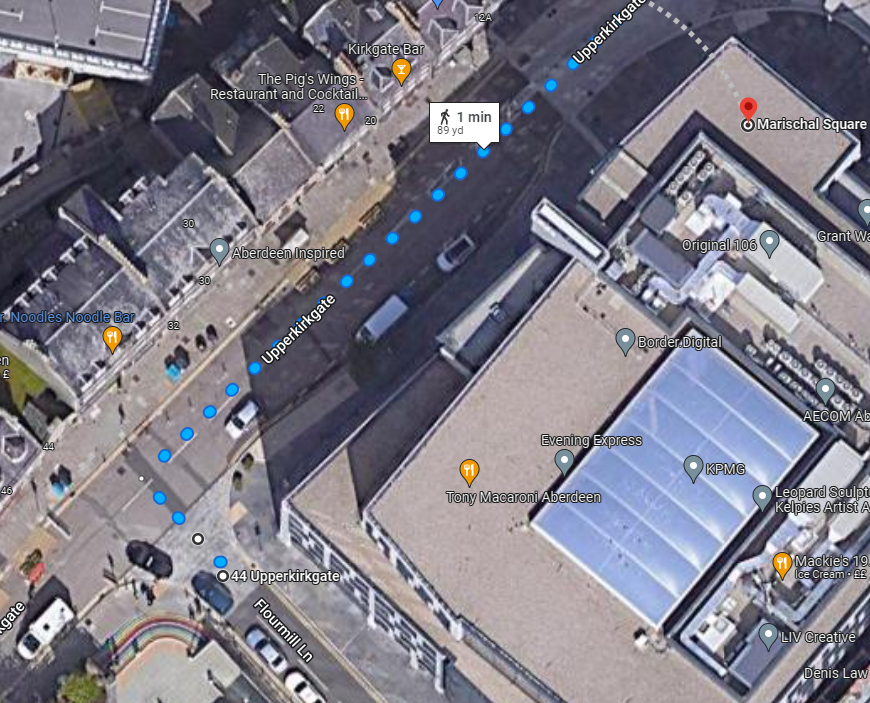 12A
Upperkirkgate
Kirkgate Bar
The Pig's Wings -
Restaurant and Cocktail...
22
20
1 min
89 yd
Marischal Square
30
Aberdeen Inspired
30
Original 106
Grant Wa
Noodles Noodle Bar
32
Upperkirkgate
Border Digital
en
£
AECOM Ab
44
Evening Express
KPMG
46
Tony Macaroni Aberdeen
Leopard Sculpt
Kelpies Artist A
44 Upperkirkgate
Mackie's 19
Ice Cream • ££
kgate
Flourmill Ln
LIV Creative
Denis Law